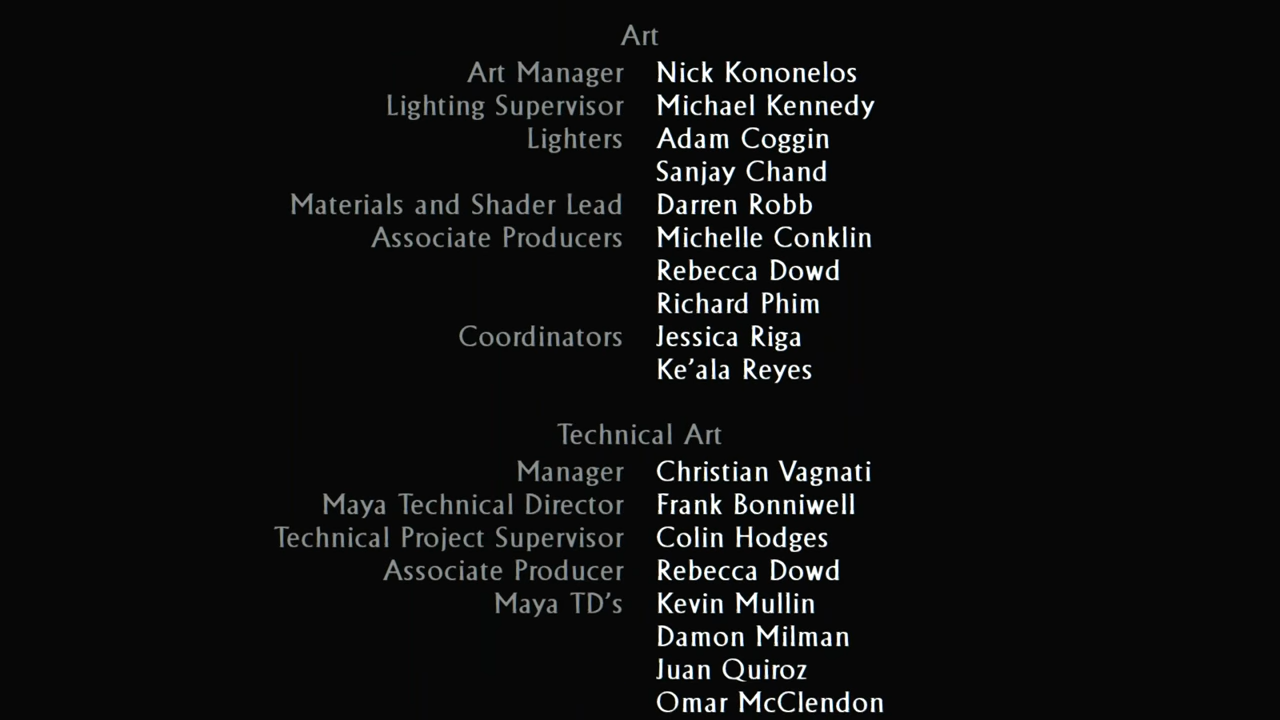 Art
Art Manager Nick Kononelos
Lighting Supervisor Michael Kennedy
Lighters Adam Coggin
Sanjay Chand
Materials and Shader Lead Darren Robb
Associate Producers Michelle Conklin
Rebecca Dowd
Richard Phim
Coordinators Jessica Riga
Ke’ala Reyes
Technical Art
Manager Christian Vagnati
Maya Technical Director Frank Bonniwell
Technical Project Supervisor Colin Hodges
Associate Producer Rebecca Dowd
Maya TD’s Kevin Mullin
Damon Milman
Juan Quiroz
Omar McClendon